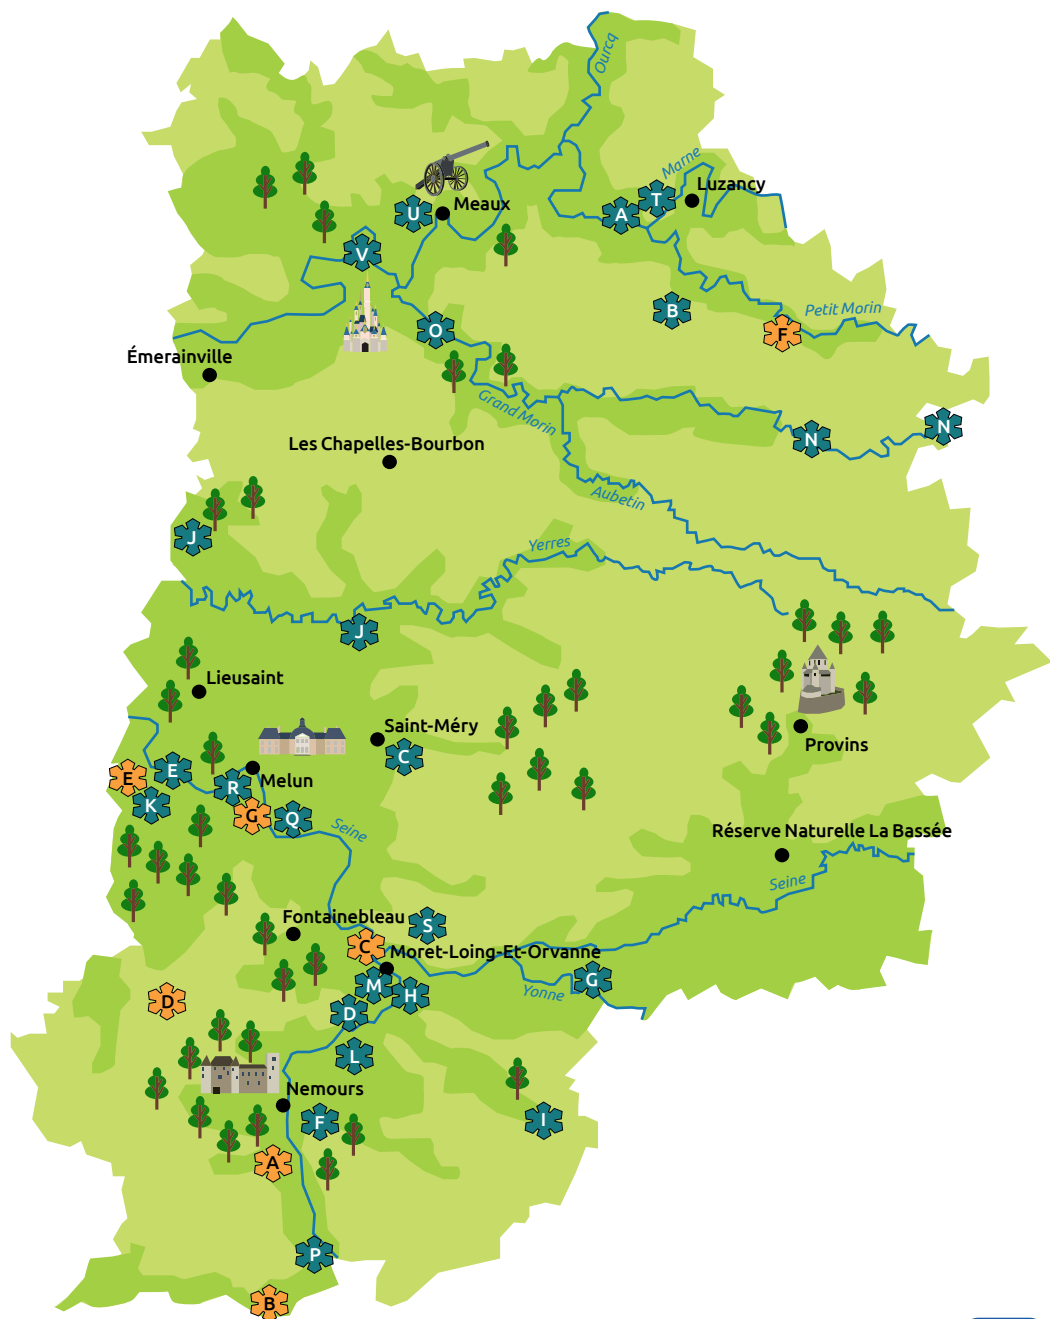 Ourcq
Marne
Luzancy
T
Meaux
U
A
V
B
Petit Morin
O
F
Émerainville
Grand Morin
N
N
Les Chapelles-Bourbon
Aubetin
J
Yerres
J
Lieusaint
Saint-Méry
Provins
C
E
E
Melun
R
K
G
Q
Seine
Réserve Naturelle La Bassée
Seine
Fontainebleau
S
C
Moret-Loing-Et-Orvanne
M
H
G
Yonne
D
D
L
Nemours
F
I
A
P
B